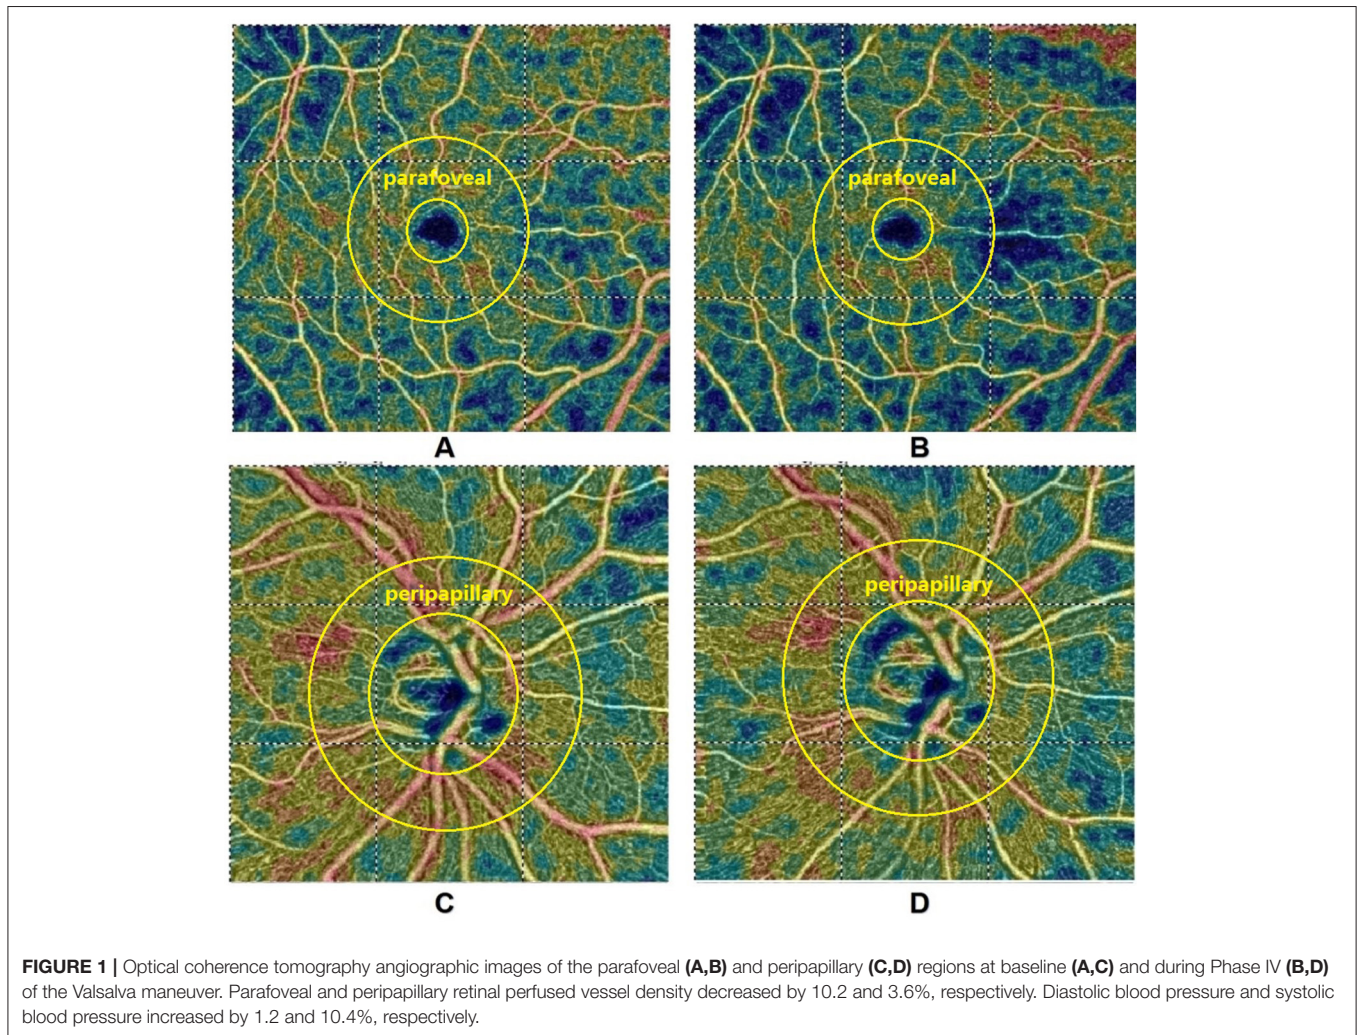 parafoveal
parafoveal
A
B
peripapillary
peripapillary
C
D
FIGURE 1 | Optical coherence tomography angiographic images of the parafoveal (A,B) and peripapillary (C,D) regions at baseline (A,C) and during Phase IV (B,D)
of the Valsalva maneuver. Parafoveal and peripapillary retinal perfused vessel density decreased by 10.2 and 3.6%, respectively. Diastolic blood pressure and systolic
blood pressure increased by 1.2 and 10.4%, respectively.